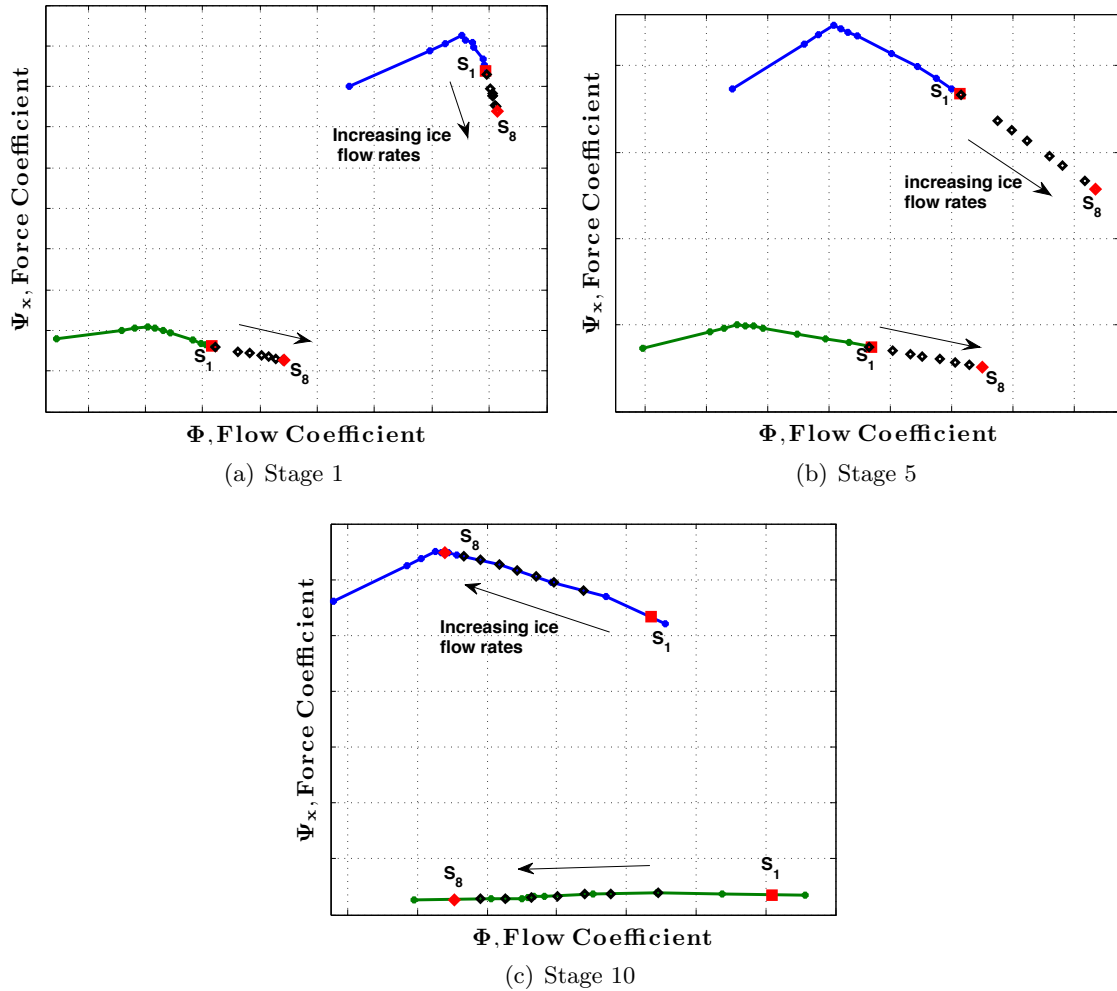 Ψx, Force Coefficient
S1
Increasing ice
flow rates
S8
S1
S8
Φ, Flow Coefficient
(a) Stage 1
Ψx, Force Coefficient
S1
increasing ice
flow rates
S8
S1
S8
Φ, Flow Coefficient
(b) Stage 5
Ψx, Force Coefficient
S8
Increasing ice
flow rates
S1
S8
S1
Φ, Flow Coefficient
(c) Stage 10